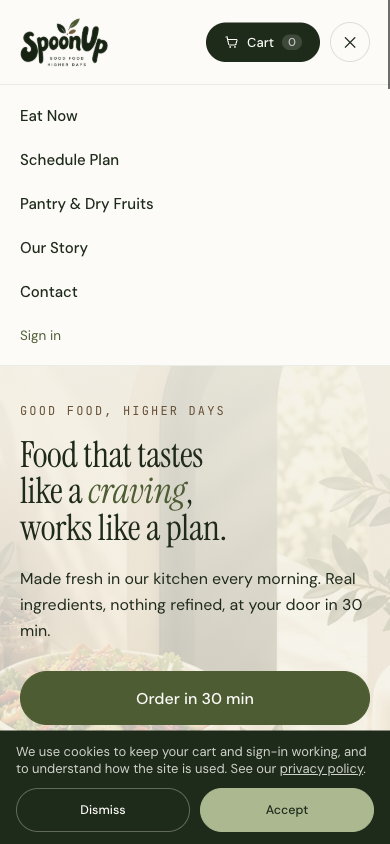 SpoonUp
GOOD FOOD
HIGHER DAYS
Cart 0
Eat Now
Schedule Plan
Pantry & Dry Fruits
Our Story
Contact
Sign in
GOOD FOOD, HIGHER DAYS
Food that tastes
like a craving,
works like a plan.
Made fresh in our kitchen every morning. Real
ingredients, nothing refined, at your door in 30
min.
Order in 30 min
We use cookies to keep your cart and sign-in working, and
to understand how the site is used. See our privacy policy.
Dismiss
Accept